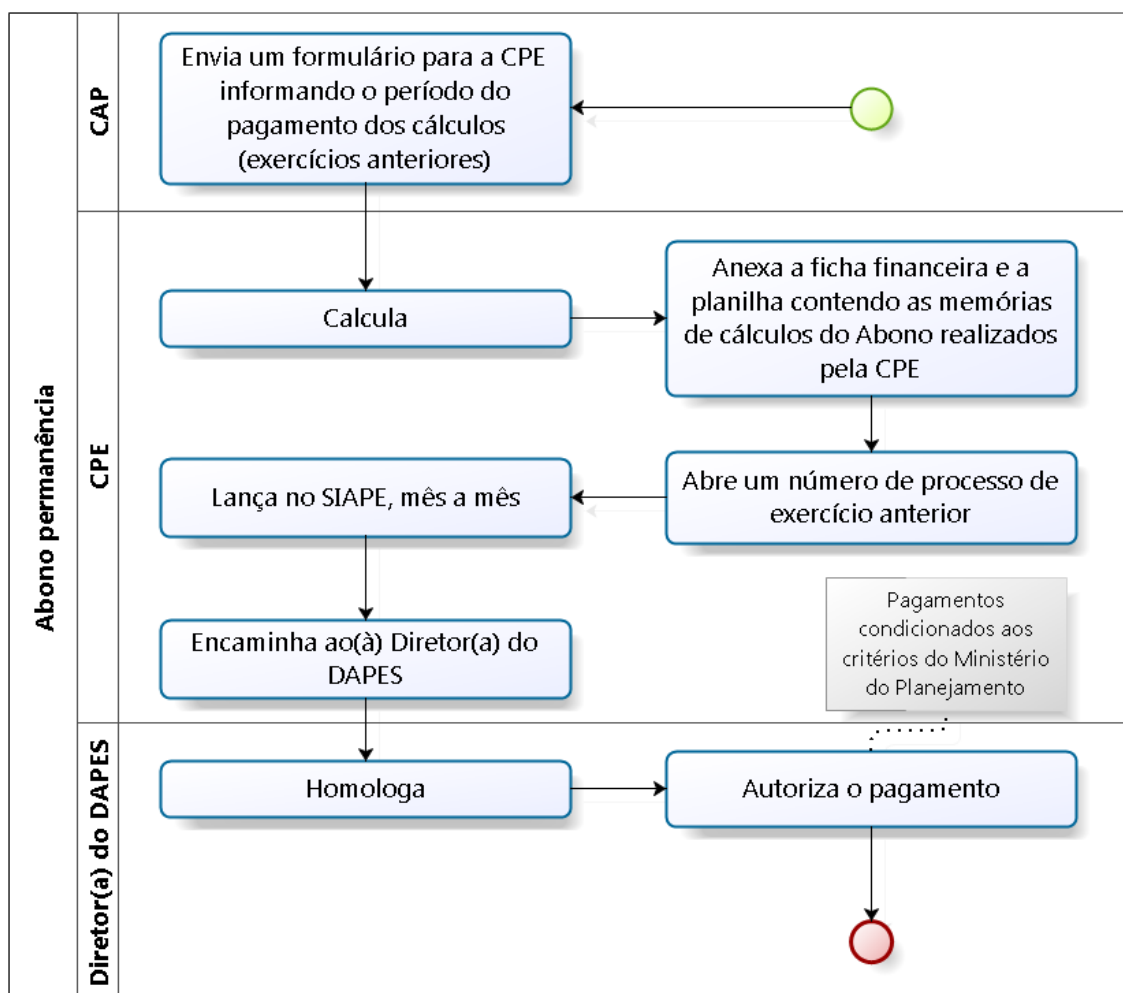 Abono permanência
CAP
Envia um formulário para a CPE
informando o período do
pagamento dos cálculos
(exercícios anteriores)
CPE
Calcula
Anexa a ficha financeira e a
planilha contendo as memórias
de cálculos do Abono realizados
pela CPE
Abre um número de processo de
exercício anterior
Lança no SIAPE, mês a mês
Encaminha ao(à) Diretor(a) do
DAPES
Pagamentos
condicionados aos
critérios do Ministério
do Planejamento
Diretor(a) do DAPES
Homologa
Autoriza o pagamento